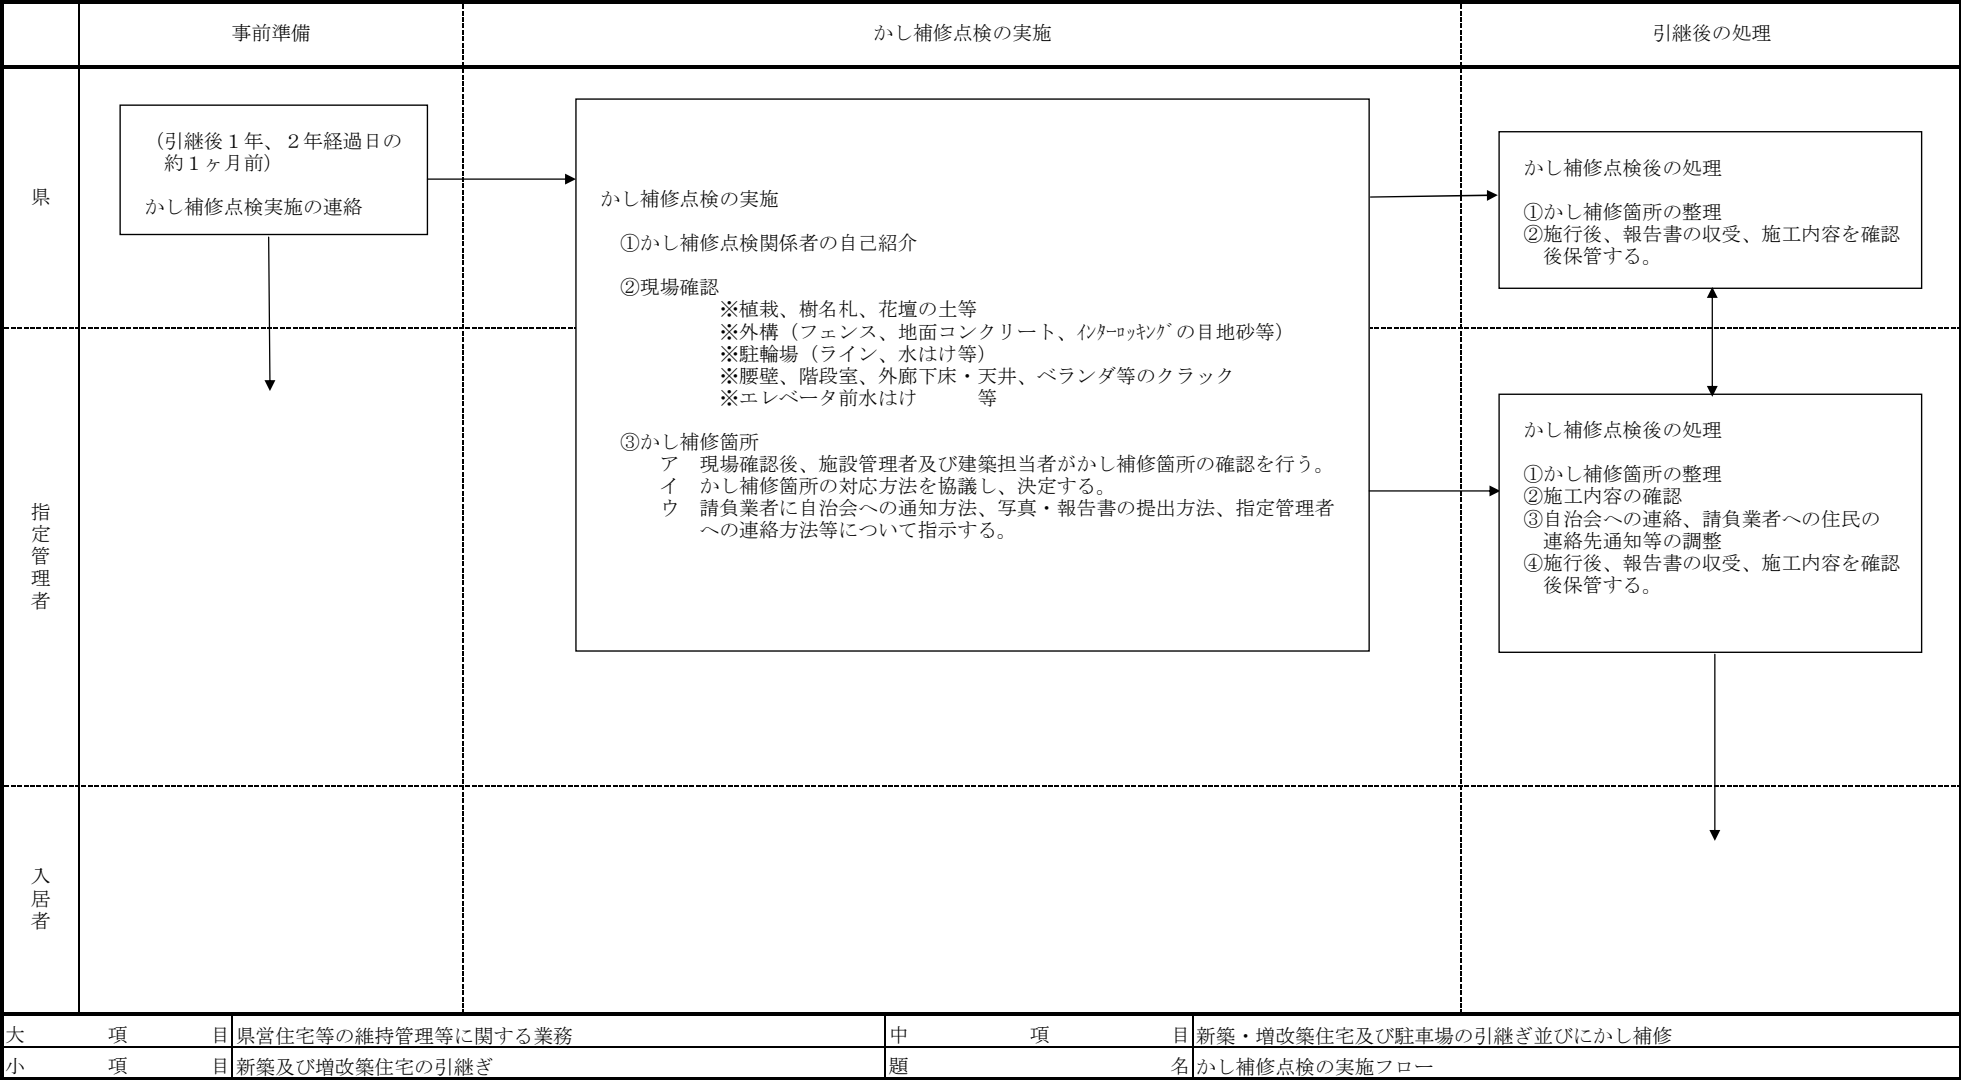 事前準備
かし補修点検の実施
引継後の処理
県
（引継後１年、２年経過日の
約１ヶ月前）
かし補修点検実施の連絡
かし補修点検の実施
①かし補修点検関係者の自己紹介
②現場確認
※植栽、樹名札、花壇の土等
※外構（フェンス、地面コンクリート、ｲﾝﾀｰﾛｯｷﾝｸﾞの目地砂等）
※駐輪場（ライン、水はけ等）
※腰壁、階段室、外廊下床・天井、ベランダ等のクラック
※エレベータ前水はけ　　　等
③かし補修箇所
ア　現場確認後、施設管理者及び建築担当者がかし補修箇所の確認を行う。
イ　かし補修箇所の対応方法を協議し、決定する。
ウ　請負業者に自治会への通知方法、写真・報告書の提出方法、指定管理者
への連絡方法等について指示する。
かし補修点検後の処理
①かし補修箇所の整理
②施行後、報告書の収受、施工内容を確認
後保管する。
指定管理者
かし補修点検後の処理
①かし補修箇所の整理
②施工内容の確認
③自治会への連絡、請負業者への住民の
連絡先通知等の調整
④施行後、報告書の収受、施工内容を確認
後保管する。
入居者
大項目 県営住宅等の維持管理等に関する業務 中項目 新築・増改築住宅及び駐車場の引継ぎ並びにかし補修
小項目 新築及び増改築住宅の引継ぎ 題名 かし補修点検の実施フロー